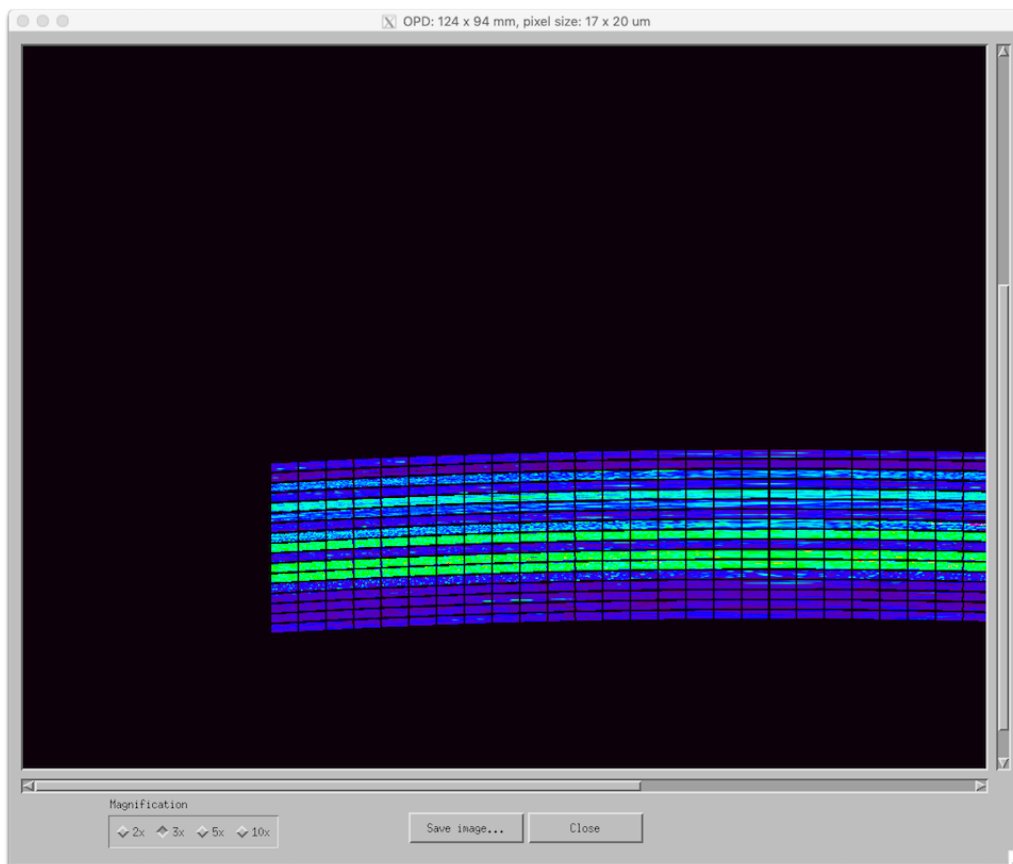 X OPD: 124 x 94 mm, pixel size: 17 x 20 um
Magnification
2x 3x 5x 10x
Save image...
Close